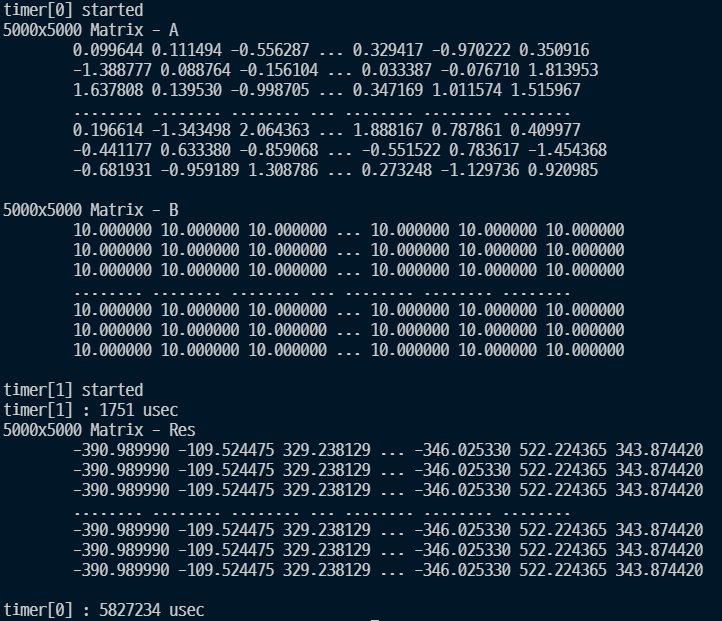 timer[0] started
5000x5000 Matrix - A
0.099644 0.111494 -0.556287 ... 0.329417 -0.970222 0.350916
-1.388777 0.088764 -0.156104 ... 0.033387 -0.076710 1.813953
1.637808 0.139530 -0.998705 ... 0.347169 1.011574 1.515967
........ ........ ........ ... ........ ........ ........
0.196614 -1.343498 2.064363 ... 1.888167 0.787861 0.409977
-0.441177 0.633380 -0.859068 ... -0.551522 0.783617 -1.454368
-0.681931 -0.959189 1.308786 ... 0.273248 -1.129736 0.920985
5000x5000 Matrix - B
10.000000 10.000000 10.000000 ... 10.000000 10.000000 10.000000
10.000000 10.000000 10.000000 ... 10.000000 10.000000 10.000000
10.000000 10.000000 10.000000 ... 10.000000 10.000000 10.000000
........ ........ ........ ... ........ ........ ........
10.000000 10.000000 10.000000 ... 10.000000 10.000000 10.000000
10.000000 10.000000 10.000000 ... 10.000000 10.000000 10.000000
10.000000 10.000000 10.000000 ... 10.000000 10.000000 10.000000
timer[1] started
timer[1] : 1751 usec
5000x5000 Matrix - Res
-390.989990 -109.524475 329.238129 ... -346.025330 522.224365 343.874420
-390.989990 -109.524475 329.238129 ... -346.025330 522.224365 343.874420
-390.989990 -109.524475 329.238129 ... -346.025330 522.224365 343.874420
........ ........ ........ ... ........ ........ ........
-390.989990 -109.524475 329.238129 ... -346.025330 522.224365 343.874420
-390.989990 -109.524475 329.238129 ... -346.025330 522.224365 343.874420
-390.989990 -109.524475 329.238129 ... -346.025330 522.224365 343.874420
timer[0] : 5827234 usec